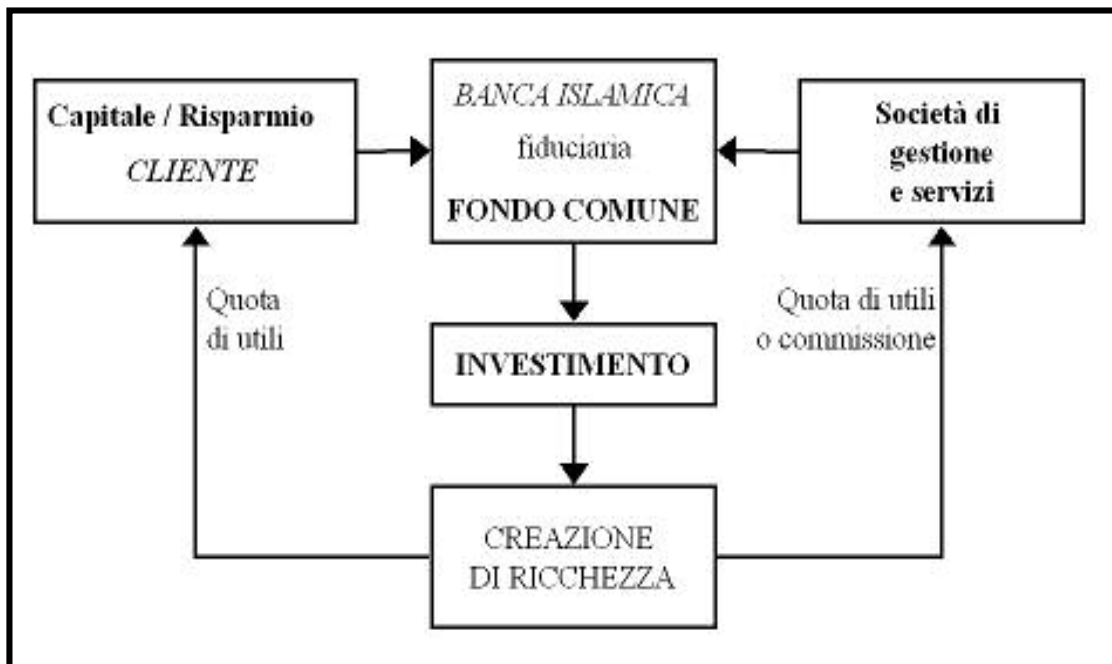 Capitale / Risparmio
CLIENTE
BANCA ISLAMICA
fiduciaria
FONDO COMUNE
Società di
gestione
e servizi
Quota
di utili
Quota di utili
o commissione
INVESTIMENTO
CREAZIONE
DI RICCHEZZA